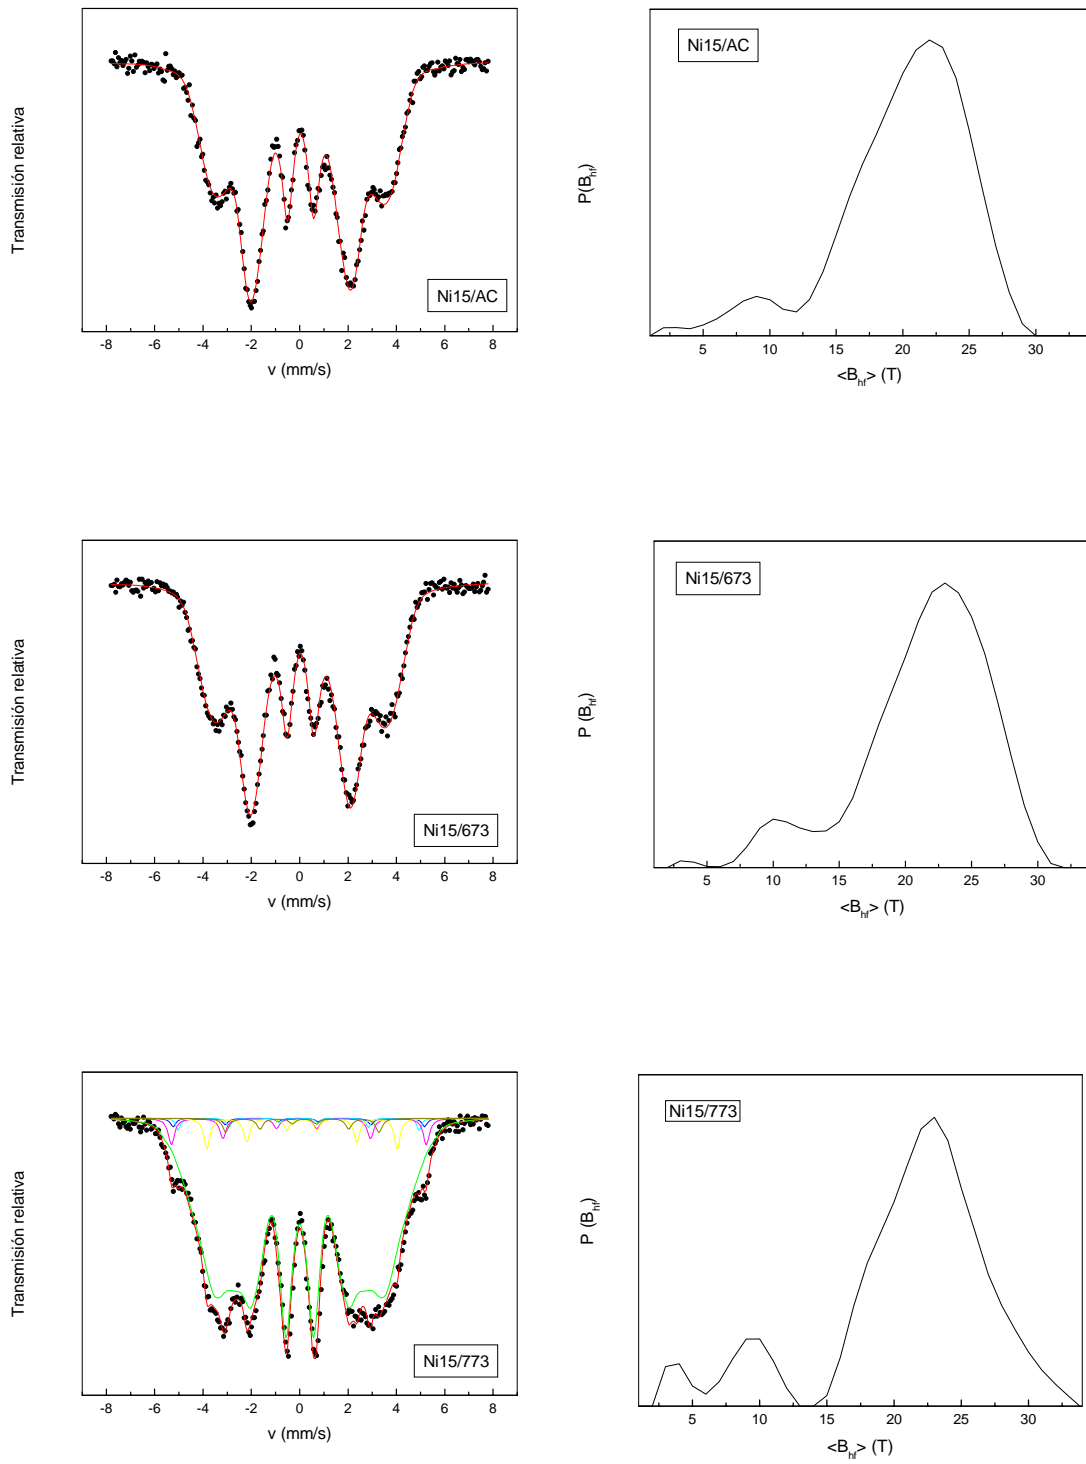 Transmisión relativa
Ni15/AC
-8 -6 -4 -2 0 2 4 6 8
v (mm/s)
P(B_hf)
Ni15/AC
5 10 15 20 25 30
<B_hf> (T)
Transmisión relativa
Ni15/673
-8 -6 -4 -2 0 2 4 6 8
v (mm/s)
P (B_hf)
Ni15/673
5 10 15 20 25 30
<B_hf> (T)
Transmisión relativa
Ni15/773
-8 -6 -4 -2 0 2 4 6 8
v (mm/s)
P (B_hf)
Ni15/773
5 10 15 20 25 30
<B_hf> (T)